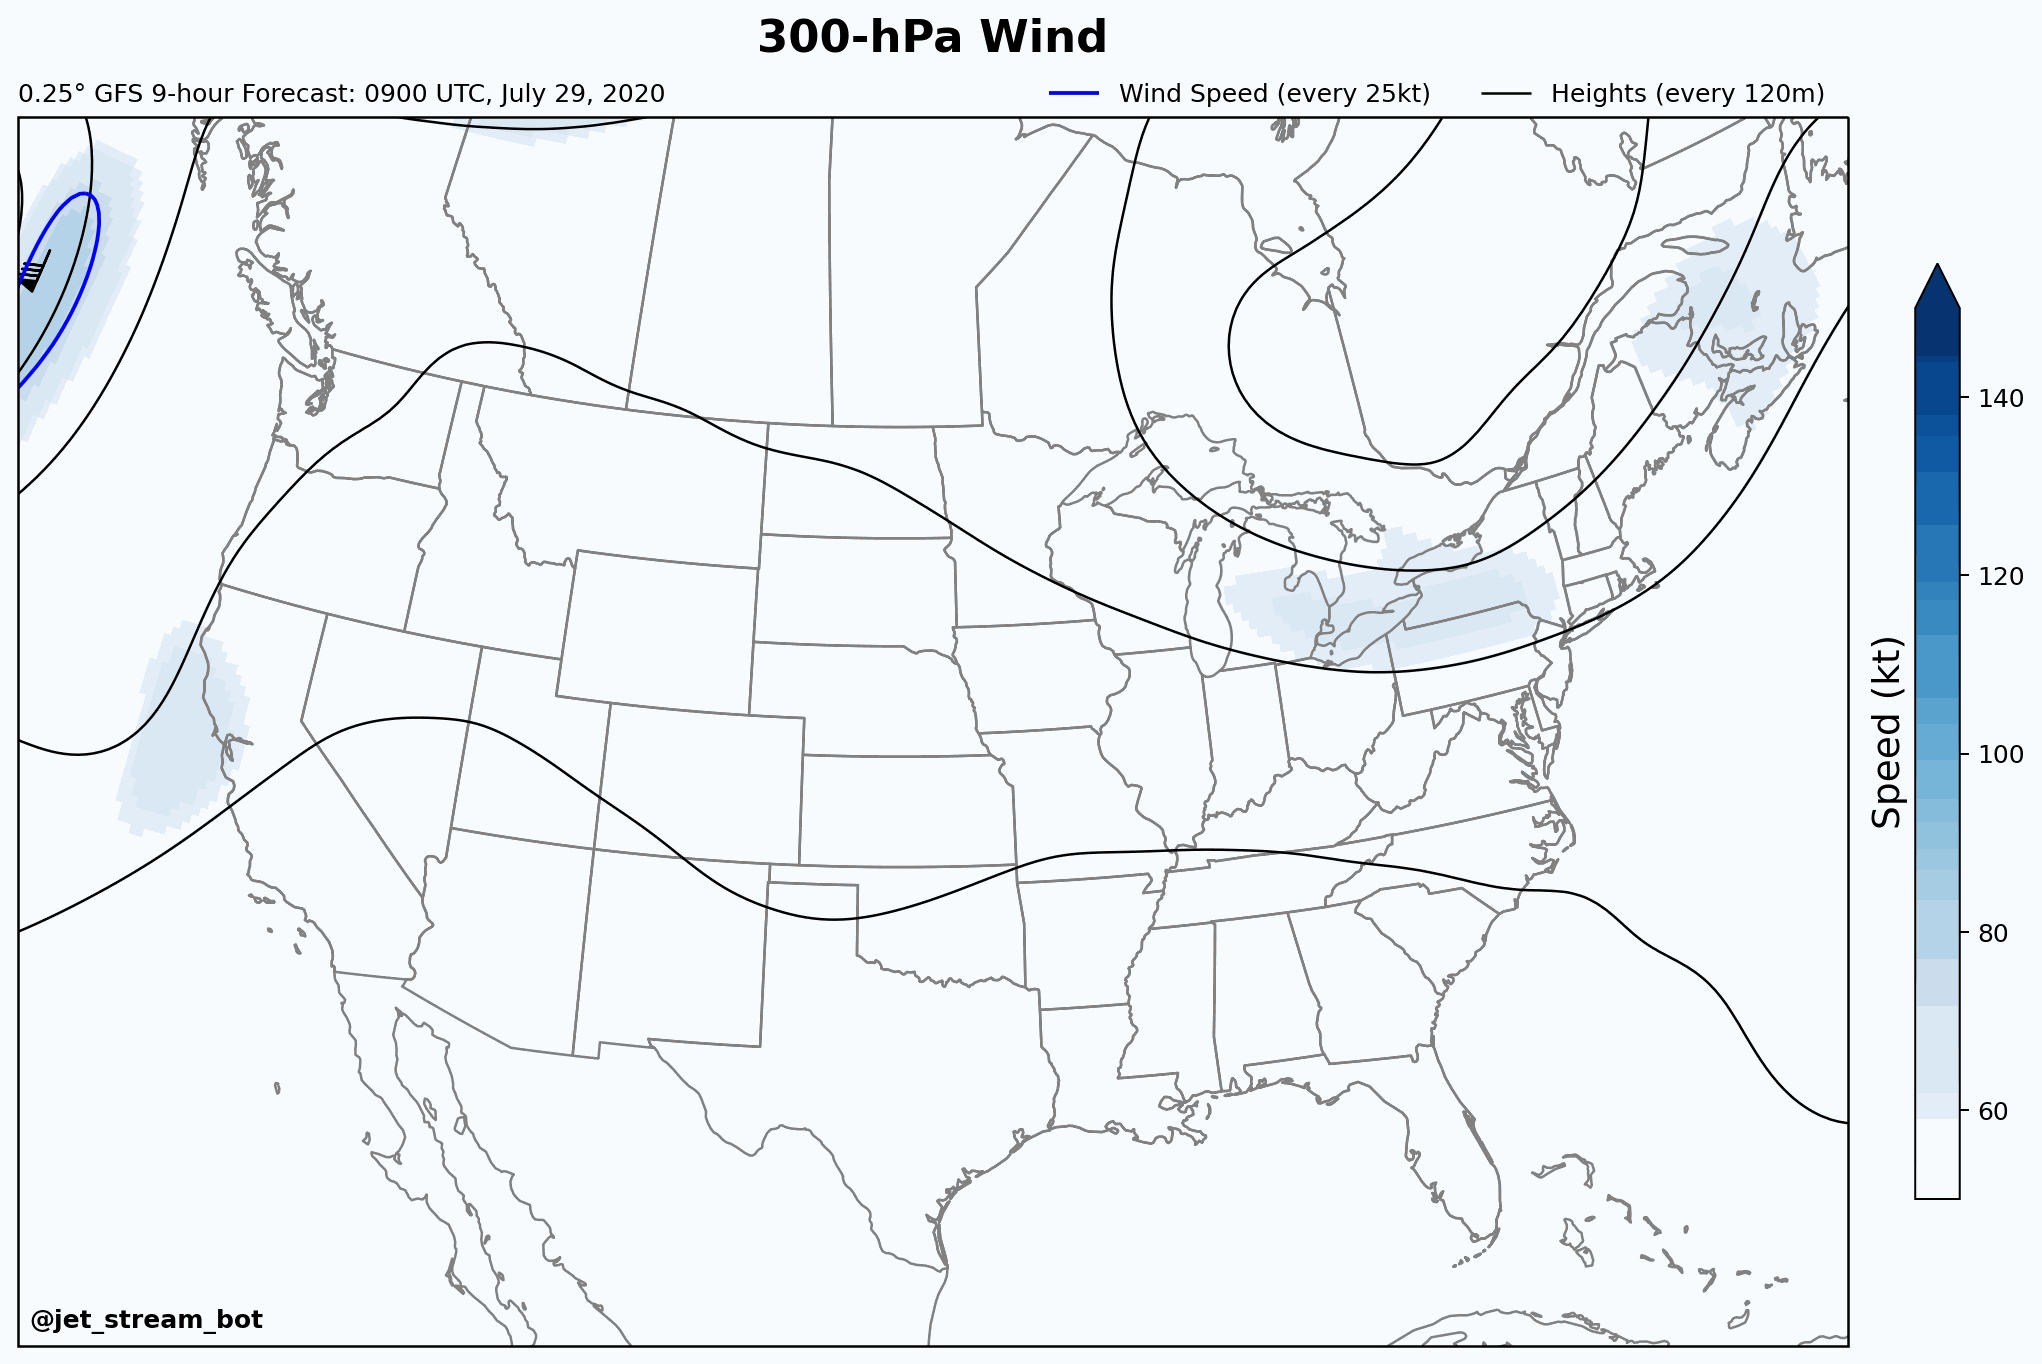 300-hPa Wind
0.25° GFS 9-hour Forecast: 0900 UTC, July 29, 2020
Wind Speed (every 25kt)
Heights (every 120m)
140
120
100
80
60
Speed (kt)
@jet_stream_bot